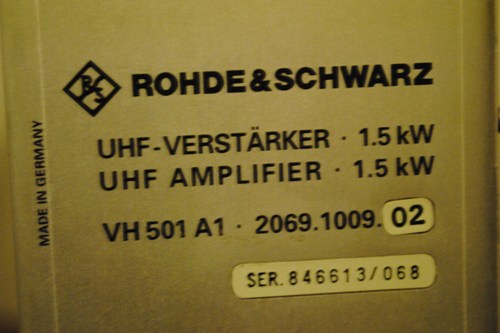 ROHDE&SCHWARZ
UHF-VERSTÄRKER · 1.5 kW
UHF AMPLIFIER · 1.5 kW
VH 501 A1 · 2069.1009.02
SER. 846613/068
MADE IN GERMANY